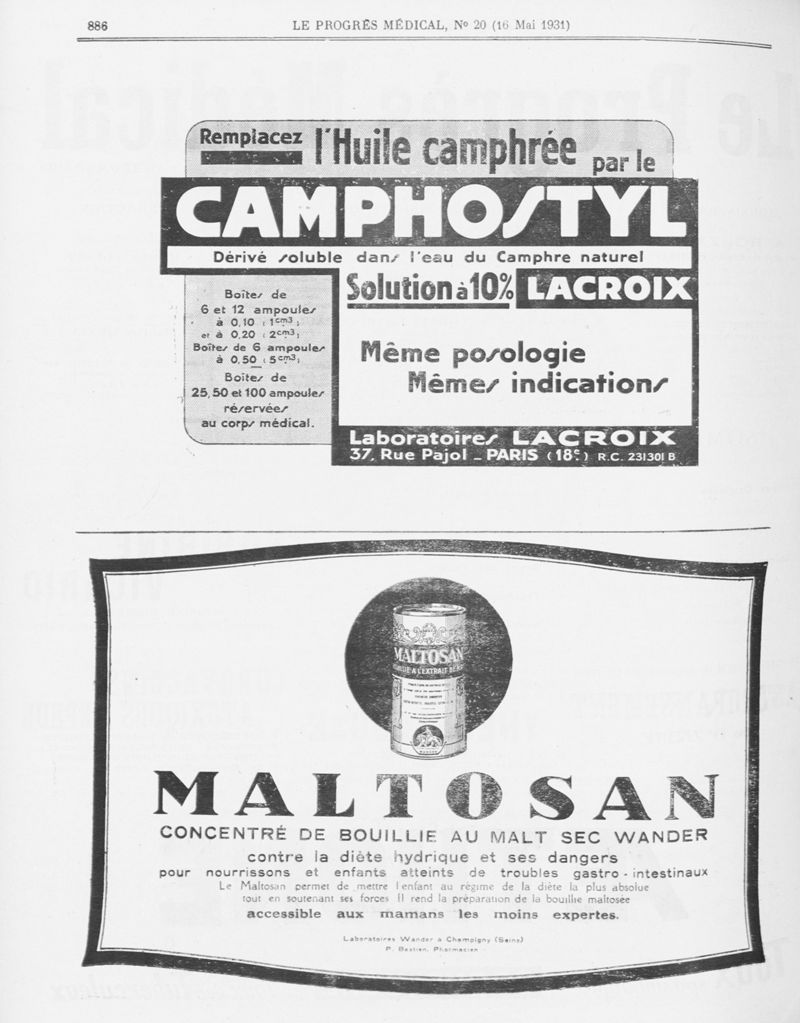 886
LE PROGRÈS MÉDICAL, Nº 20 (16 Mai 1931)
Remplacez l'Huile camphrée par le
CAMPHOSTYL
Dérivé soluble dans l'eau du Camphre naturel
Solution à 10% LACROIX
Boîtes de
6 et 12 ampoules
à 0,10 (1cm3)
et à 0,20 (2cm3)
Boîtes de 6 ampoules
à 0,50 (5cm3)
Boîtes de
25, 50 et 100 ampoules
réservées
au corps médical.
Même posologie
Mêmes indications
Laboratoires LACROIX
37, Rue Pajol - PARIS (18e) R.C. 231301 B
MALTOSAN
MALTOSAN
CONCENTRÉ DE BOUILLIE AU MALT SEC WANDER
contre la diète hydrique et ses dangers
pour nourrissons et enfants atteints de troubles gastro-intestinaux
Le Maltosan permet de mettre l'enfant au régime de la diète la plus absolue
tout en soutenant ses forces Il rend la préparation de la bouillie maltosée
accessible aux mamans les moins expertes.
Laboratoires Wander à Champigny (Seine)
P. Bastien, Pharmacien